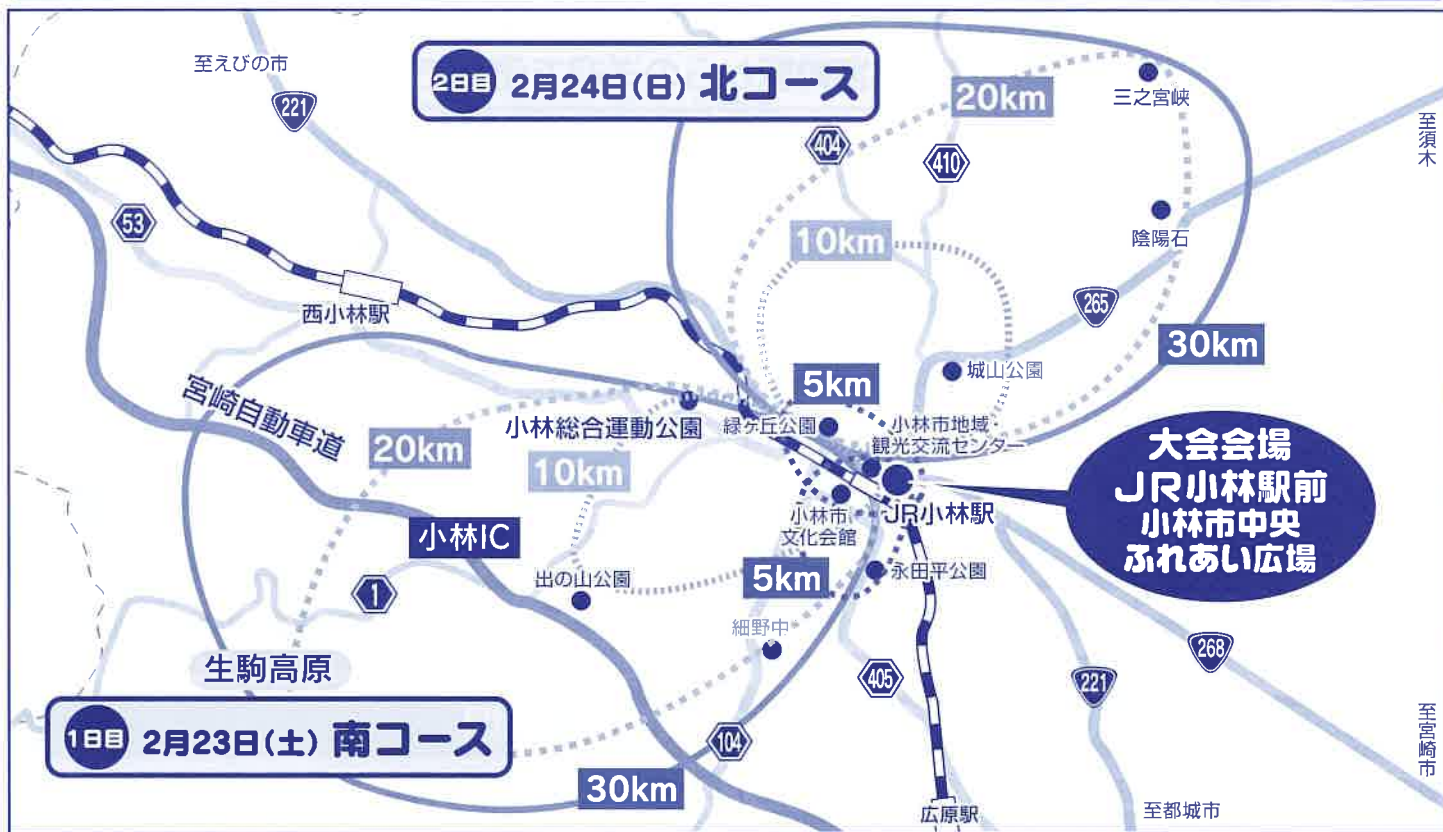 至えびの市
221
2日目 2月24日(日) 北コース
20km
三之宮峡
至須木
404
410
53
10km
陰陽石
西小林駅
265
30km
宮崎自動車道
5km
城山公園
小林総合運動公園
緑ヶ丘公園
小林市地域・
観光交流センター
20km
10km
大会会場
JR小林駅前
小林市中央
ふれあい広場
小林IC
小林市
文化会館
JR小林駅
1
出の山公園
5km
永田平公園
細野中
生駒高原
405
268
221
1日目 2月23日(土) 南コース
104
30km
広原駅
至都城市
至宮崎市